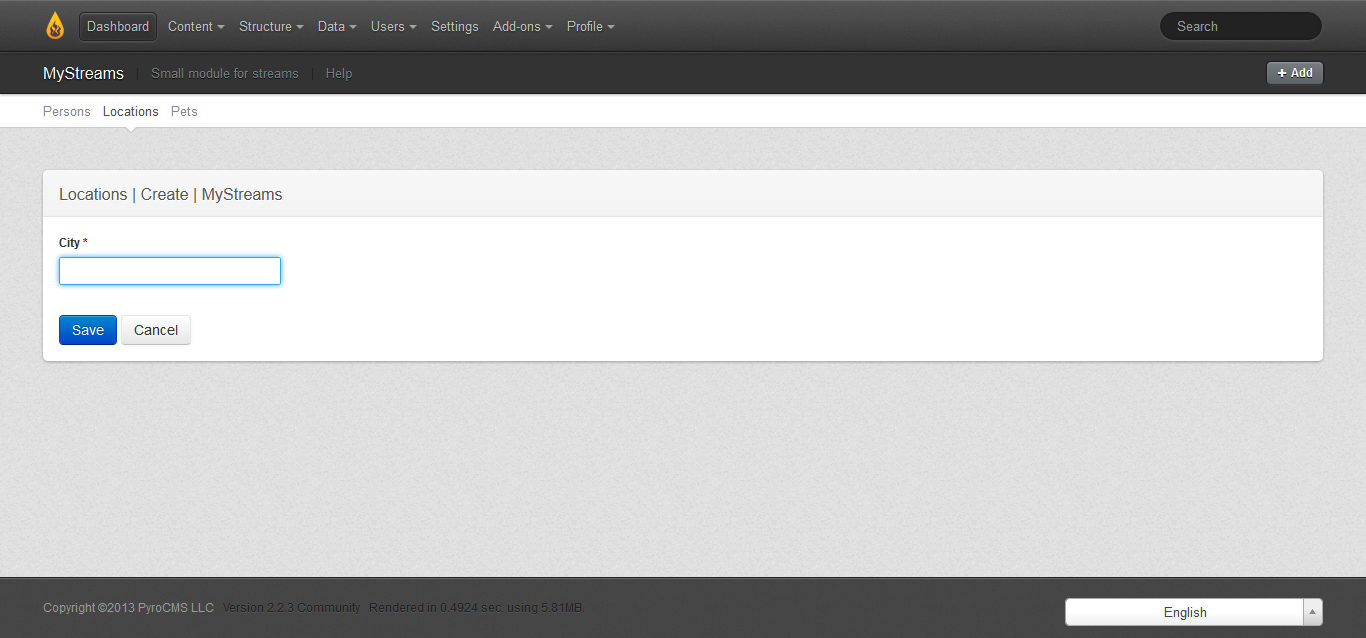 Dashboard Content Structure Data Users Settings Add-ons Profile Search
MyStreams Small module for streams Help + Add
Persons Locations Pets
Locations | Create | MyStreams
City *
Save Cancel
Copyright ©2013 PyroCMS LLC Version 2.2.3 Community Rendered in 0.4924 sec. using 5.81MB.
English